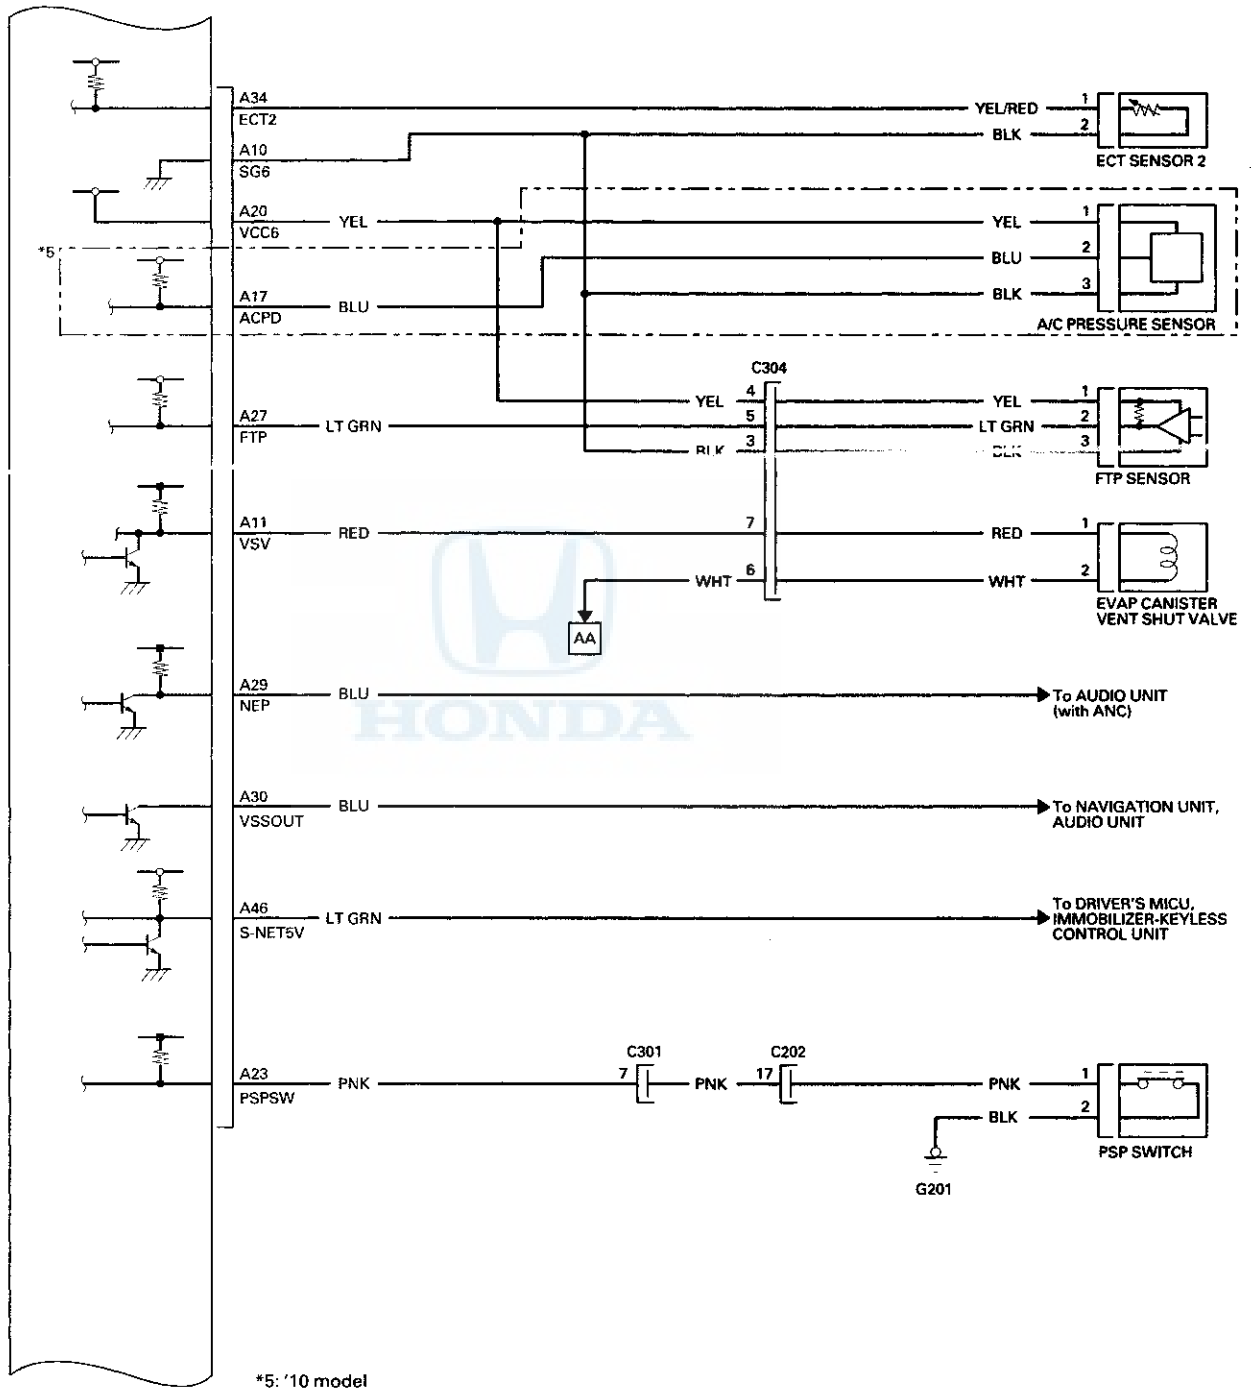 A34
ECT2
YEL/RED 1
BLK 2
ECT SENSOR 2
A10
SG6
A20
VCC6
YEL
YEL 1
BLU 2
BLK 3
A/C PRESSURE SENSOR
*5
A17
ACPD
BLU
C304
YEL 4
YEL 1
A27
FTP
LT GRN
5
LT GRN 2
BLK 3
BLK 3
FTP SENSOR
A11
VSV
RED
7
RED 1
WHT 6
WHT 2
EVAP CANISTER
VENT SHUT VALVE
AA
A29
NEP
BLU
To AUDIO UNIT
(with ANC)
HONDA
A30
VSSOUT
BLU
To NAVIGATION UNIT,
AUDIO UNIT
A46
S-NET5V
LT GRN
To DRIVER'S MICU,
IMMOBILIZER-KEYLESS
CONTROL UNIT
A23
PSPSW
PNK
C301
7
PNK
C202
17
PNK 1
BLK 2
PSP SWITCH
G201
*5: '10 model